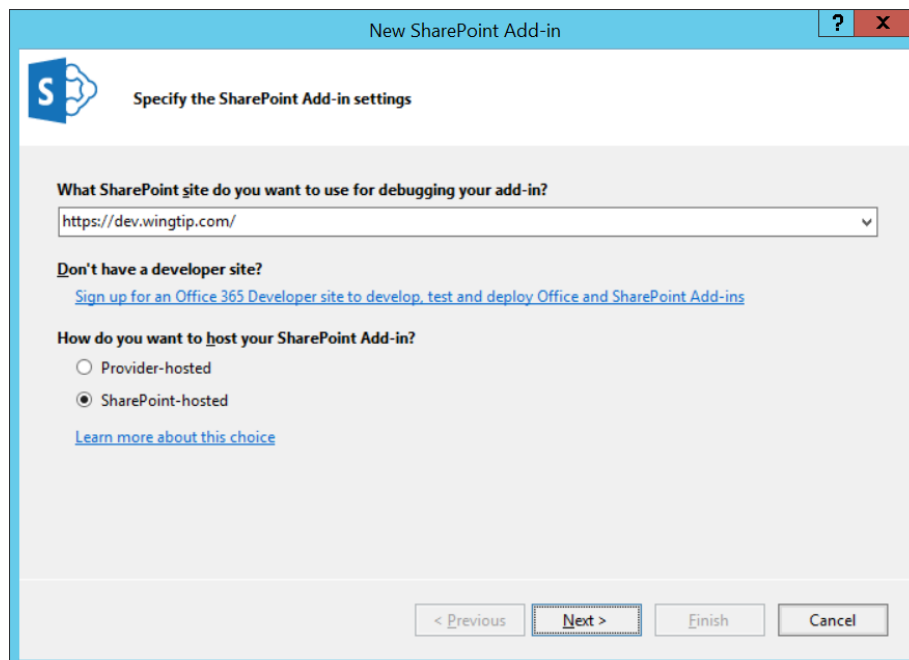 New SharePoint Add-in
?
X
S
Specify the SharePoint Add-in settings
What SharePoint site do you want to use for debugging your add-in?
https://dev.wingtip.com/
Don't have a developer site?
Sign up for an Office 365 Developer site to develop, test and deploy Office and SharePoint Add-ins
How do you want to host your SharePoint Add-in?
Provider-hosted
SharePoint-hosted
Learn more about this choice
< Previous
Next >
Finish
Cancel